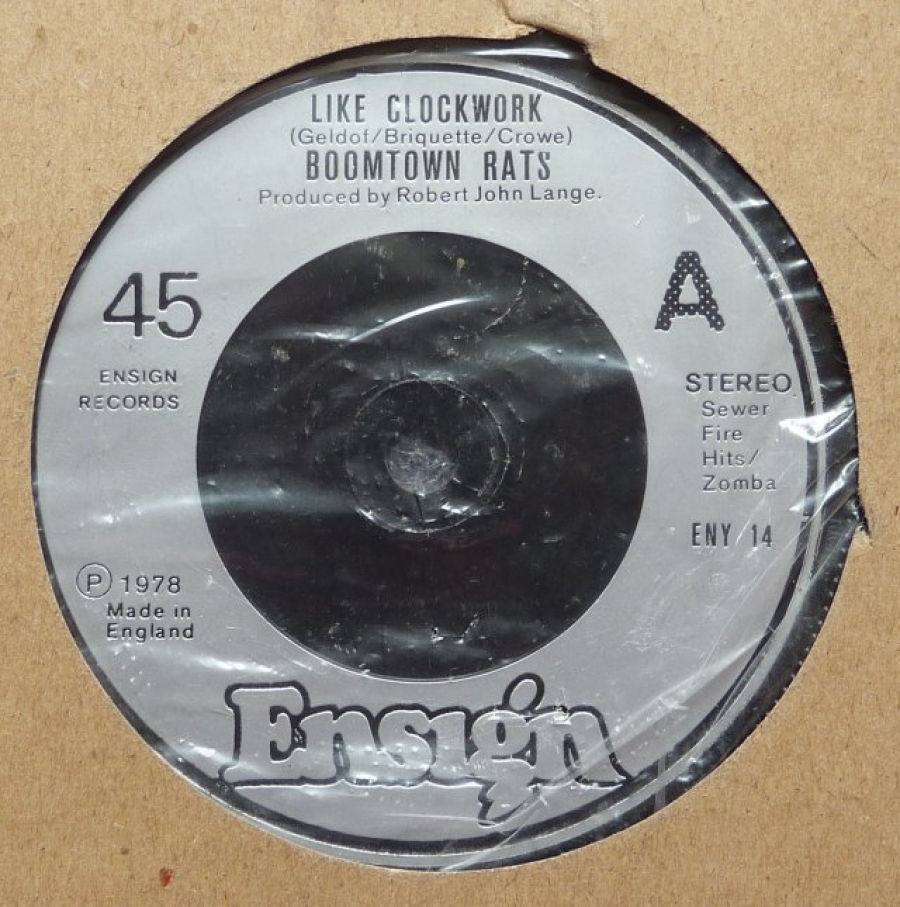 LIKE CLOCKWORK
(Geldof/Briquette/Crowe)
BOOMTOWN RATS
Produced by Robert John Lange.
45
ENSIGN
RECORDS
A
STEREO
Sewer
Fire
Hits/
Zomba
ENY 14
Ⓟ 1978
Made in
England
Ensign